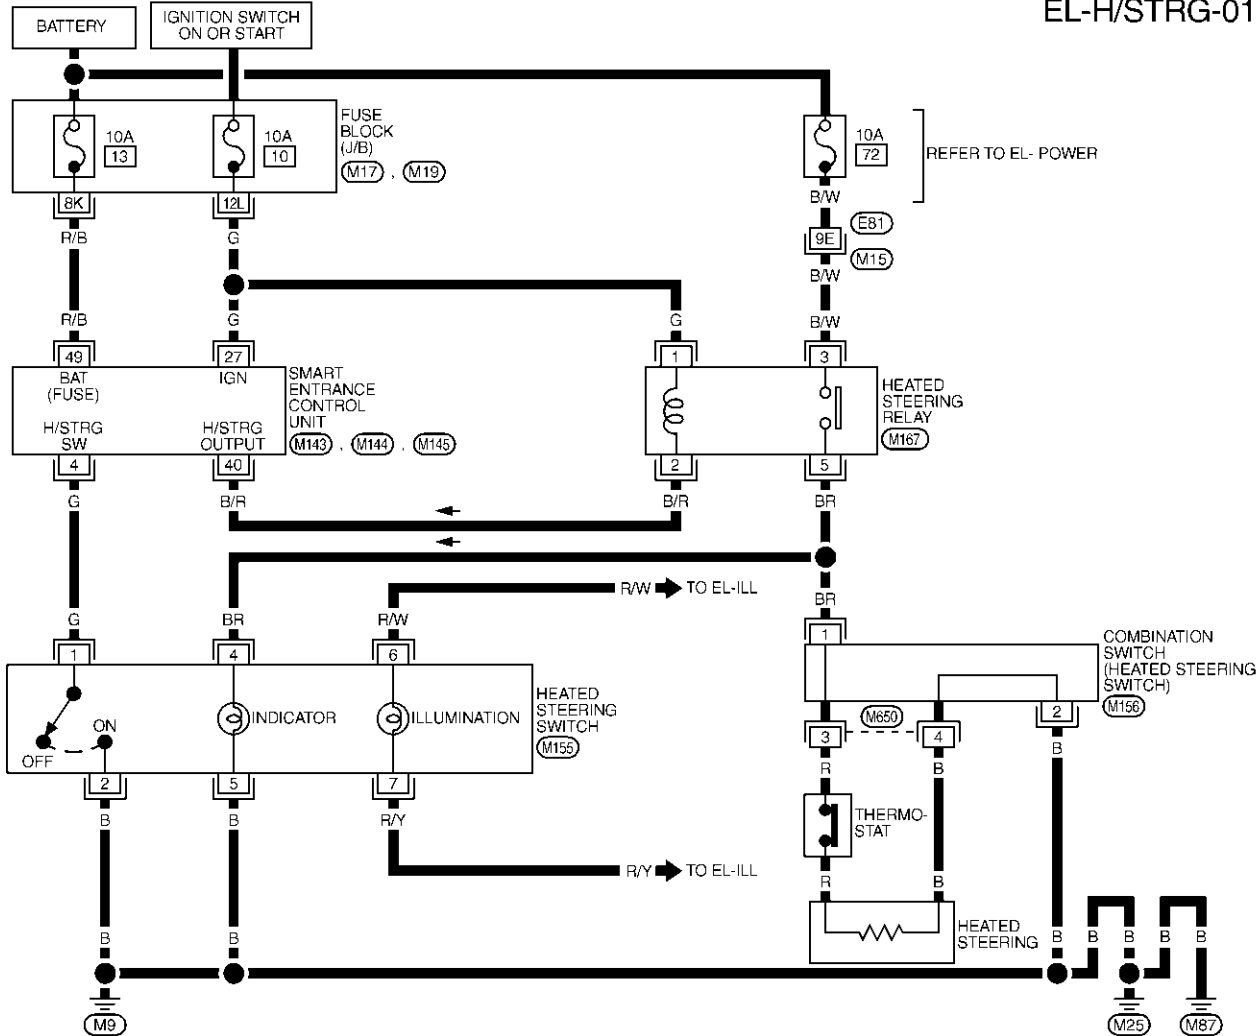 EL-H/STRG-01
BATTERY
IGNITION SWITCH
ON OR START
10A
13
10A
10
FUSE
BLOCK
(J/B)
M17 , M19
10A
72
REFER TO EL- POWER
8K
12L
B/W
R/B
G
9E
E81
M15
B/W
R/B
G
G
B/W
49
27
1
3
BAT
(FUSE)
IGN
SMART
ENTRANCE
CONTROL
UNIT
M143 , M144 , M145
H/STRG
SW
H/STRG
OUTPUT
HEATED
STEERING
RELAY
M167
4
40
2
5
G
B/R
B/R
BR
R/W
TO EL-ILL
G
BR
R/W
BR
1
4
6
1
COMBINATION
SWITCH
(HEATED STEERING
SWITCH)
M156
HEATED
STEERING
SWITCH
M155
INDICATOR
ILLUMINATION
ON
OFF
M650
2
3
4
2
5
7
B
R
B
B
B
R/Y
THERMO-
STAT
R/Y
TO EL-ILL
R
B
HEATED
STEERING
B
B
B
B
B
B
B
M9
M25
M87